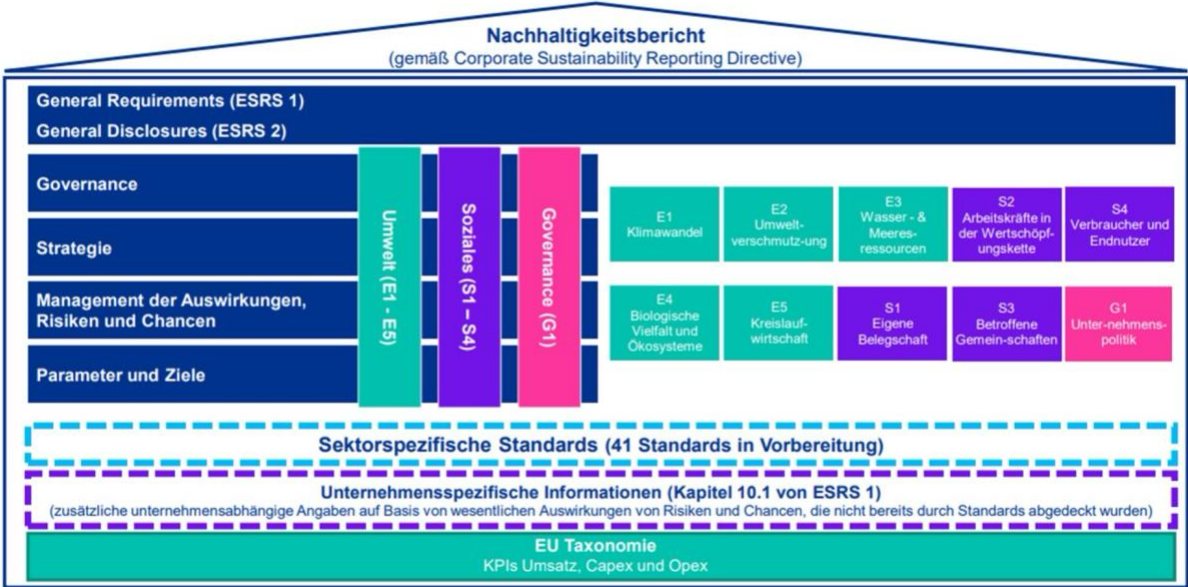 Nachhaltigkeitsbericht
(gemäß Corporate Sustainability Reporting Directive)
General Requirements (ESRS 1)
General Disclosures (ESRS 2)
Governance
Strategie
Management der Auswirkungen,
Risiken und Chancen
Parameter und Ziele
Umwelt (E1 - E5)
Soziales (S1 – S4)
Governance (G1)
E1
Klimawandel
E2
Umwelt-
verschmutz-ung
E3
Wasser - &
Meeres-
ressourcen
S2
Arbeitskräfte in
der Wertschöpf-
ungskette
S4
Verbraucher und
Endnutzer
E4
Biologische
Vielfalt und
Ökosysteme
E5
Kreislauf-
wirtschaft
S1
Eigene
Belegschaft
S3
Betroffene
Gemein-schaften
G1
Unter-nehmens-
politik
Sektorspezifische Standards (41 Standards in Vorbereitung)
Unternehmensspezifische Informationen (Kapitel 10.1 von ESRS 1)
(zusätzliche unternehmensabhängige Angaben auf Basis von wesentlichen Auswirkungen von Risiken und Chancen, die nicht bereits durch Standards abgedeckt wurden)
EU Taxonomie
KPIs Umsatz, Capex und Opex